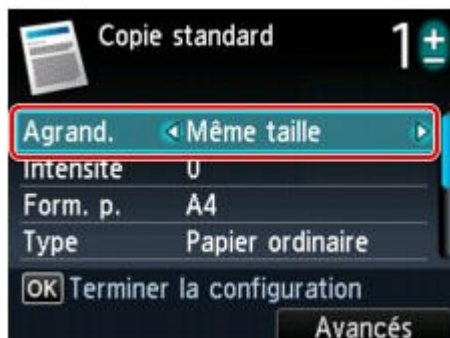 Copie standard 1
Agrand. Même taille
Intensité 0
Form. p. A4
Type Papier ordinaire
OK Terminer la configuration
Avancés